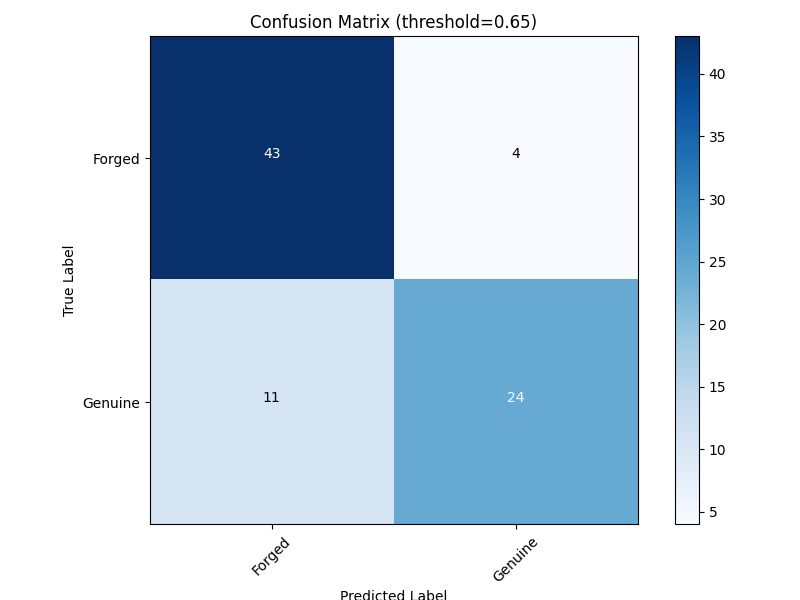 Confusion Matrix (threshold=0.65)
True Label
Forged
Genuine
43
4
11
24
Forged
Genuine
Predicted Label
40
35
30
25
20
15
10
5